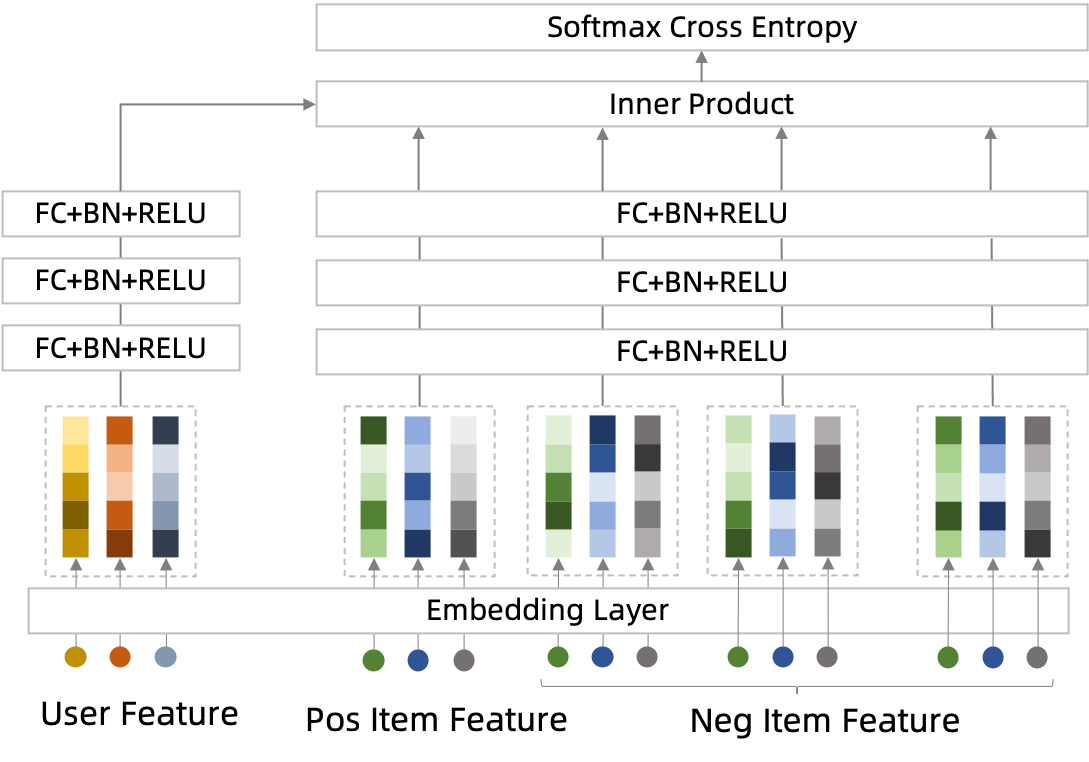 Softmax Cross Entropy
Inner Product
FC+BN+RELU
FC+BN+RELU
FC+BN+RELU
FC+BN+RELU
FC+BN+RELU
FC+BN+RELU
Embedding Layer
User Feature
Pos Item Feature
Neg Item Feature